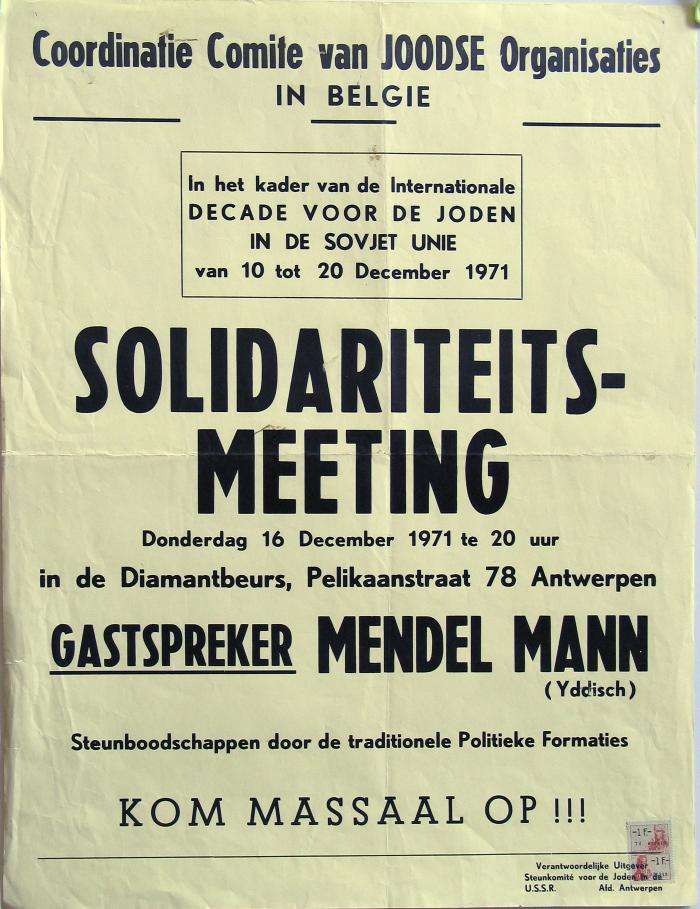 Coordinatie Comite van JOODSE Organisaties
IN BELGIE
In het kader van de Internationale
DECADE VOOR DE JODEN
IN DE SOVJET UNIE
van 10 tot 20 December 1971
SOLIDARITEITS-
MEETING
Donderdag 16 December 1971 te 20 uur
in de Diamantbeurs, Pelikaanstraat 78 Antwerpen
GASTSPREKER MENDEL MANN
(Yddisch)
Steunboodschappen door de traditionele Politieke Formaties
KOM MASSAAL OP !!!
-1F-
-1F-
Verantwoordelijke Uitgever
Steunkomité voor de Joden in de
U.S.S.R. Afd. Antwerpen